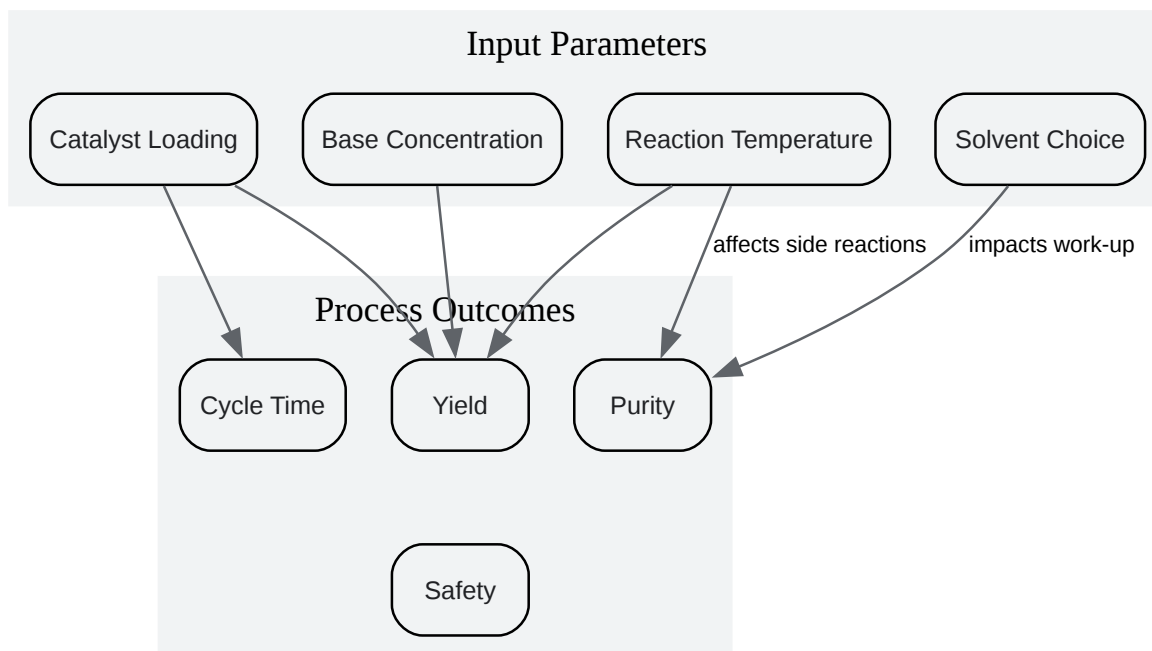 Input Parameters
Catalyst Loading
Base Concentration
Reaction Temperature
Solvent Choice
affects side reactions
impacts work-up
Process Outcomes
Cycle Time
Yield
Purity
Safety